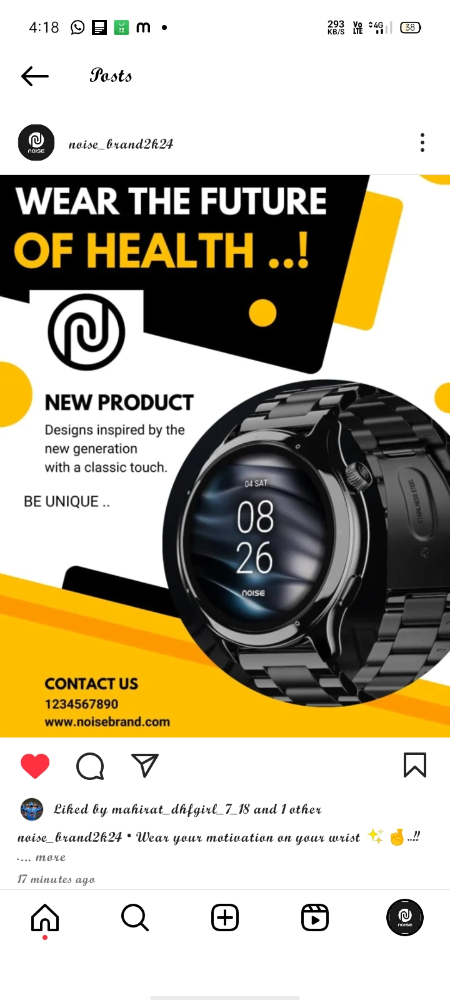 4:18 m 293 KB/S Vo LTE 4G 38
Posts
NOISE
noise_brand2k24
WEAR THE FUTURE
OF HEALTH ..!
NEW PRODUCT
Designs inspired by the
new generation
with a classic touch.
BE UNIQUE ..
04 SAT
08
26
NOISE
STAINLESS STEEL
CONTACT US
1234567890
www.noisebrand.com
Liked by mahirat_dhfgirl_7_18 and 1 other
noise_brand2k24 • Wear your motivation on your wrist ✨ 🤞..!!
.... more
17 minutes ago
NOISE